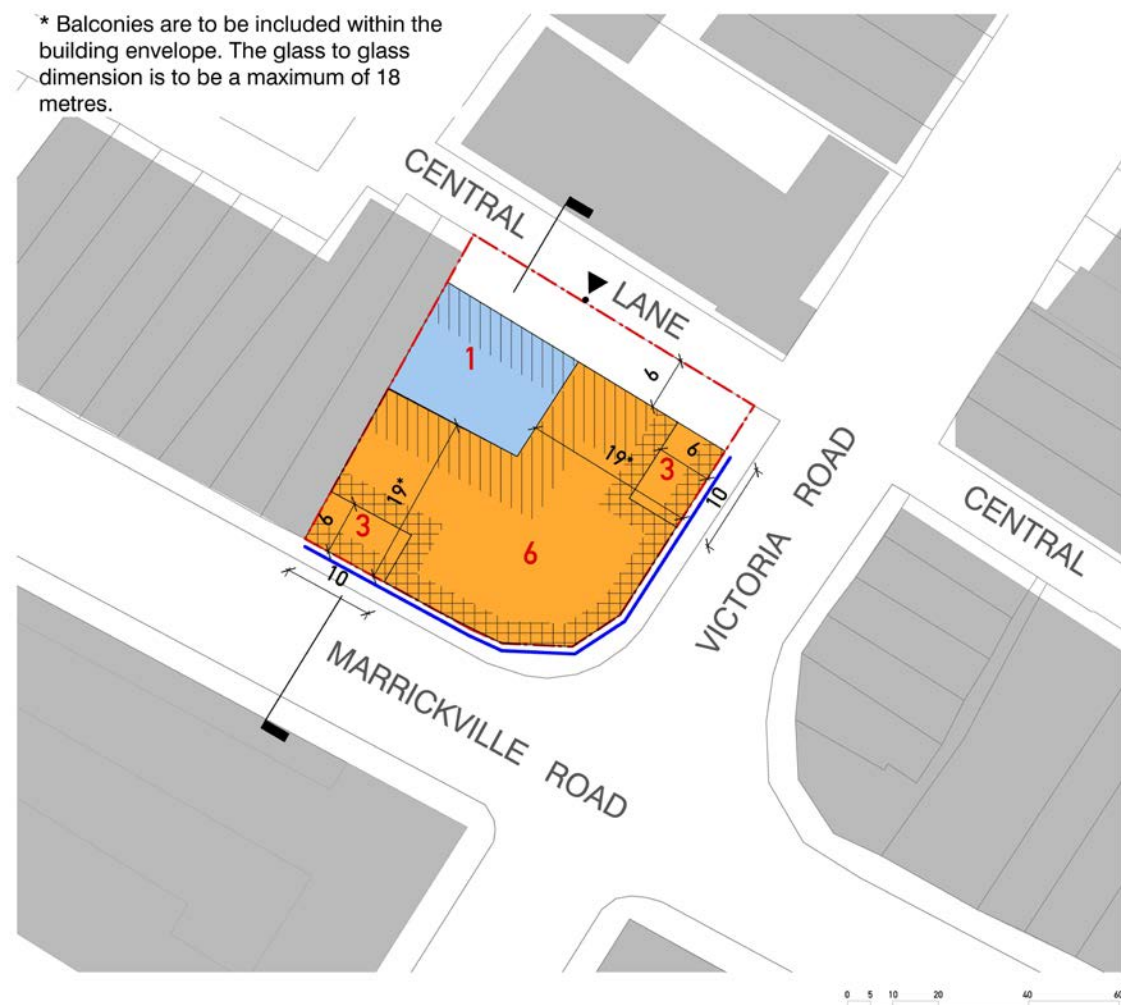 * Balconies are to be included within the
building envelope. The glass to glass
dimension is to be a maximum of 18
metres.
CENTRAL
LANE
1
6
19*
6
3
10
VICTORIA ROAD
CENTRAL
19*
6
3
6
10
MARRICKVILLE ROAD
0 5 10 20 40 60